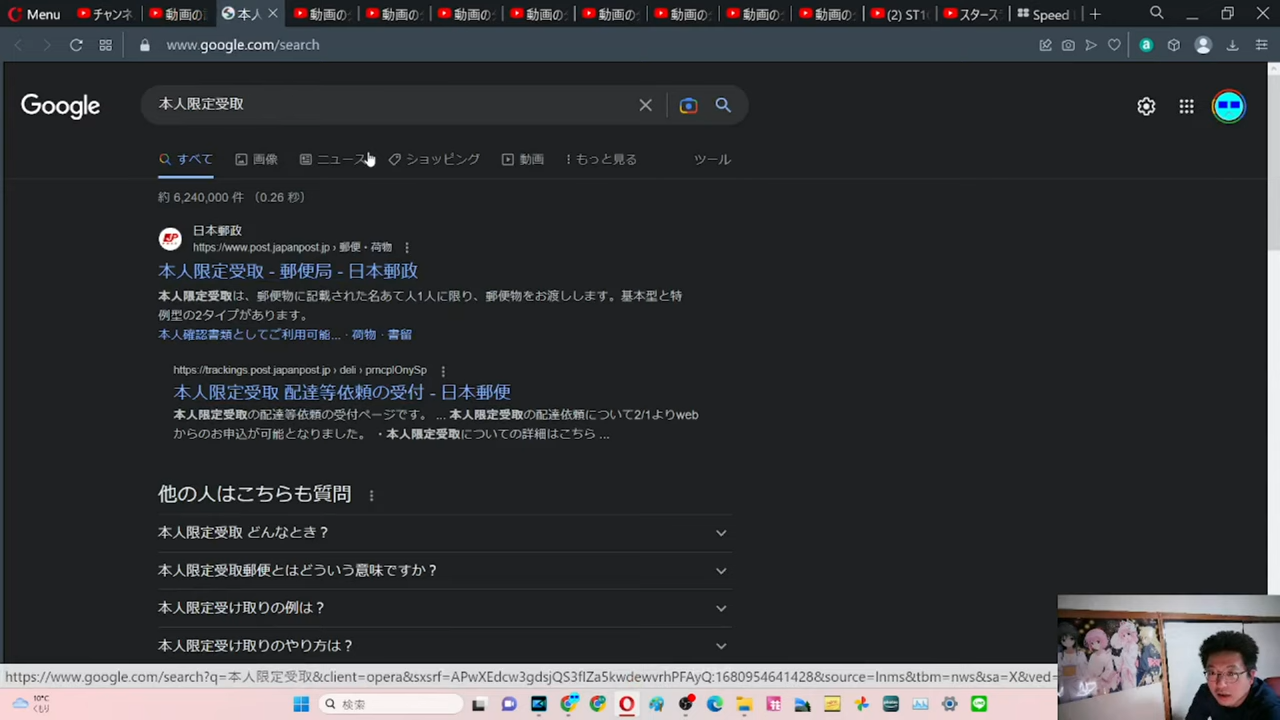 Menu
チャンネ
動画の
本人
動画の
動画の
動画の
動画の
動画の
動画の
動画の
動画の
(2) ST1
スタース
Speed
www.google.com/search
Google
本人限定受取
すべて
画像
ニュース
ショッピング
動画
もっと見る
ツール
約 6,240,000 件 (0.26 秒)
日本郵政
https://www.post.japanpost.jp › 郵便・荷物
本人限定受取 - 郵便局 - 日本郵政
本人限定受取は、郵便物に記載された名あて人1人に限り、郵便物をお渡しします。基本型と特
例型の2タイプがあります。
本人確認書類としてご利用可能... · 荷物 · 書留
https://trackings.post.japanpost.jp › deli › prncplOnySp
本人限定受取 配達等依頼の受付 - 日本郵便
本人限定受取の配達等依頼の受付ページです。 ... 本人限定受取の配達依頼について2/1よりweb
からのお申込が可能となりました。 ・本人限定受取についての詳細はこちら ...
他の人はこちらも質問
本人限定受取 どんなとき？
本人限定受取郵便とはどういう意味ですか？
本人限定受け取りの例は？
本人限定受け取りのやり方は？
https://www.google.com/search?q=本人限定受取&client=opera&sxsrf=APwXEdcw3gdsjQS3flZa5kwdewvrhPFAyQ:1680954641428&source=lnms&tbm=nws&sa=X&ved=
10°C
くもり
検索